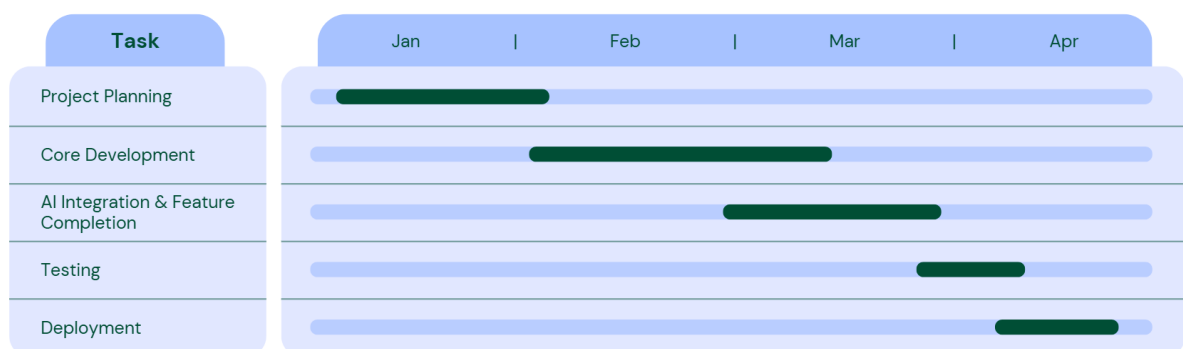 Task
Jan | Feb | Mar | Apr
Project Planning
Core Development
AI Integration & Feature
Completion
Testing
Deployment